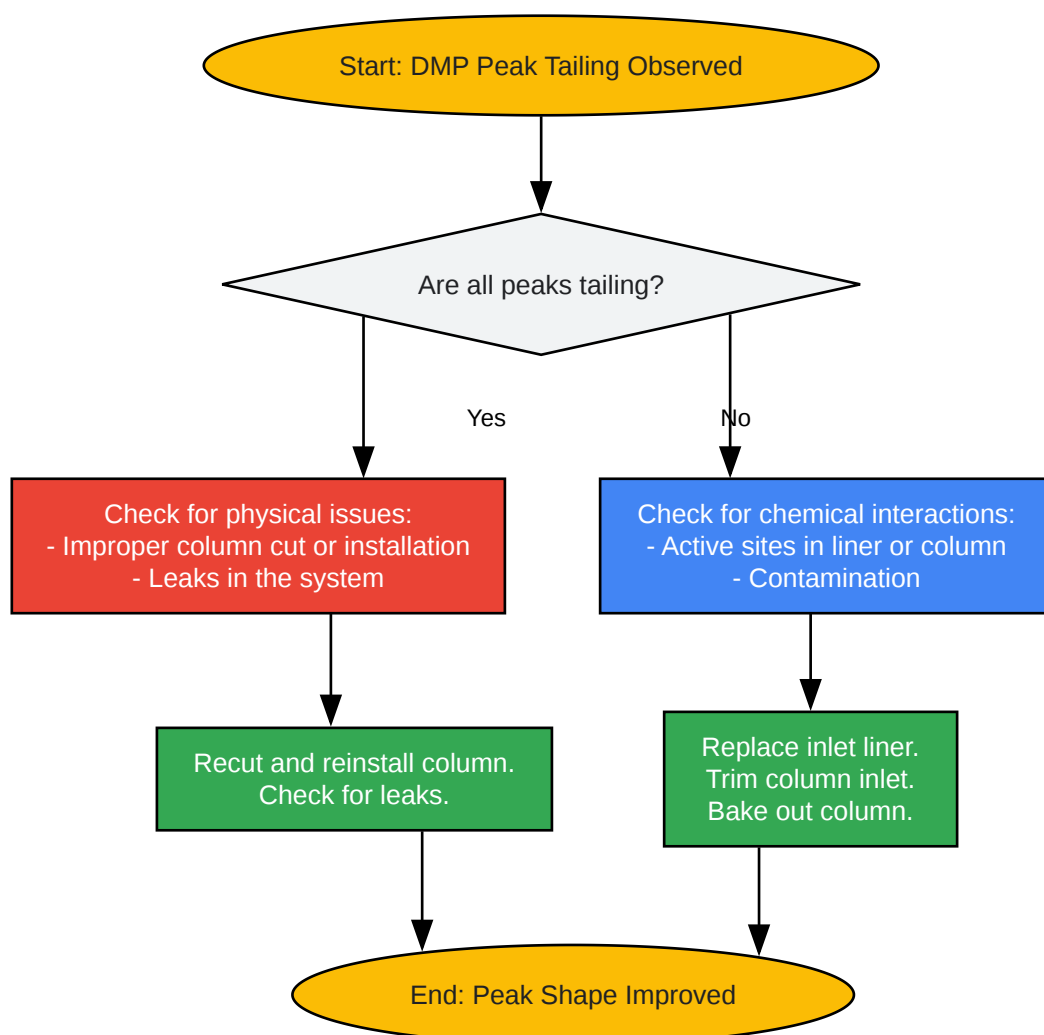 Start: DMP Peak Tailing Observed
Are all peaks tailing?
Yes
No
Check for physical issues:
- Improper column cut or installation
- Leaks in the system
Check for chemical interactions:
- Active sites in liner or column
- Contamination
Recut and reinstall column.
Check for leaks.
Replace inlet liner.
Trim column inlet.
Bake out column.
End: Peak Shape Improved